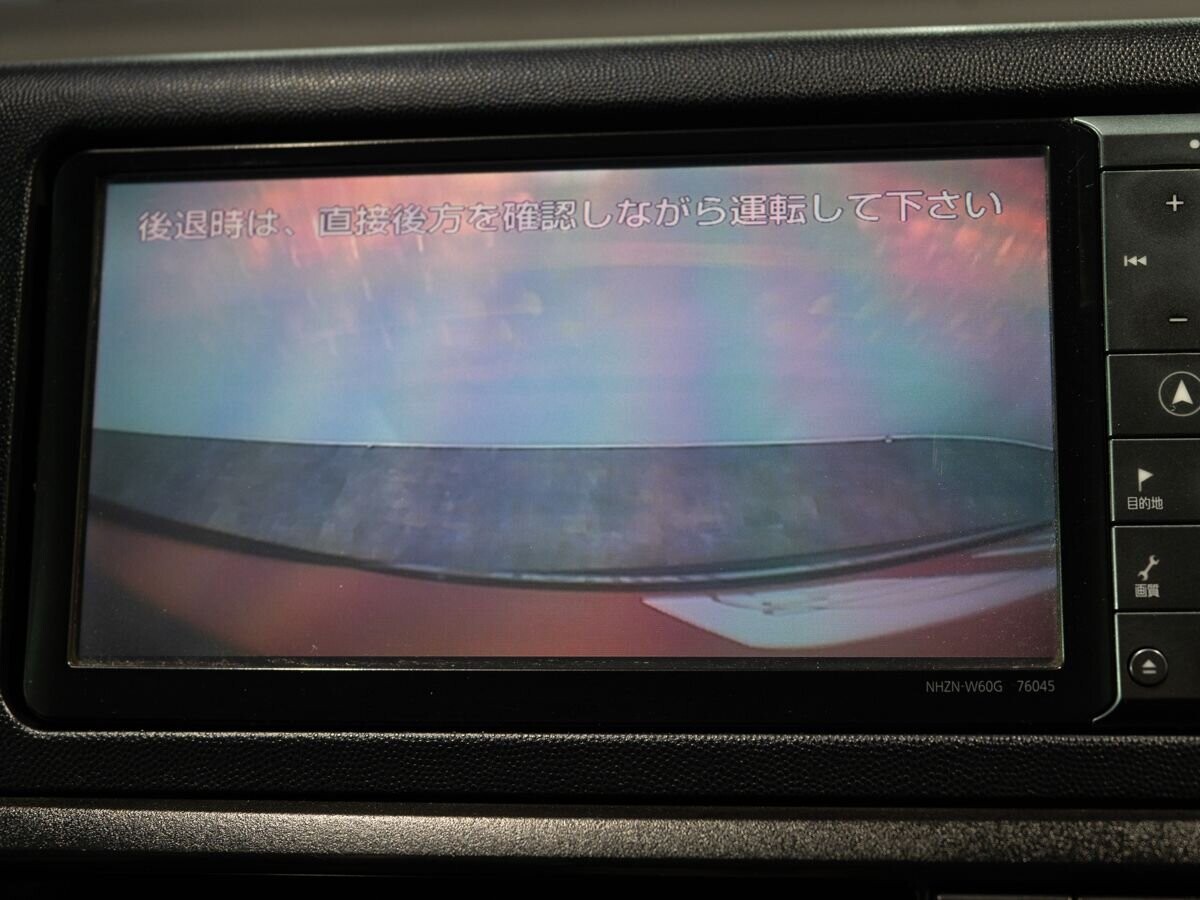 後退時は、直接後方を確認しながら運転して下さい
+
−
目的地
画質
NHZN-W60G 76045